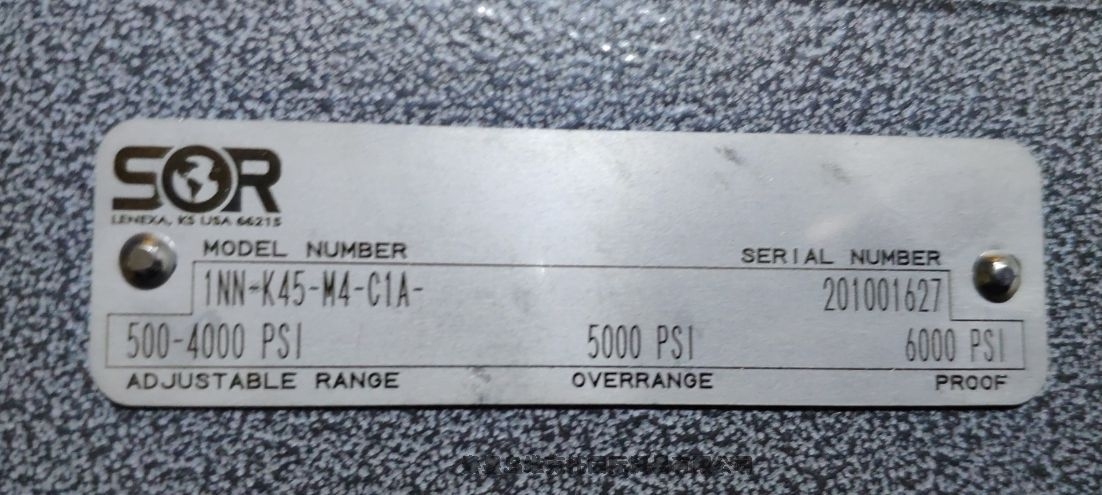 SOR
LENEXA, KS USA 66215
MODEL NUMBER
SERIAL NUMBER
1NN-K45-M4-C1A-
201001627
500-4000 PSI
5000 PSI
6000 PSI
ADJUSTABLE RANGE
OVERRANGE
PROOF